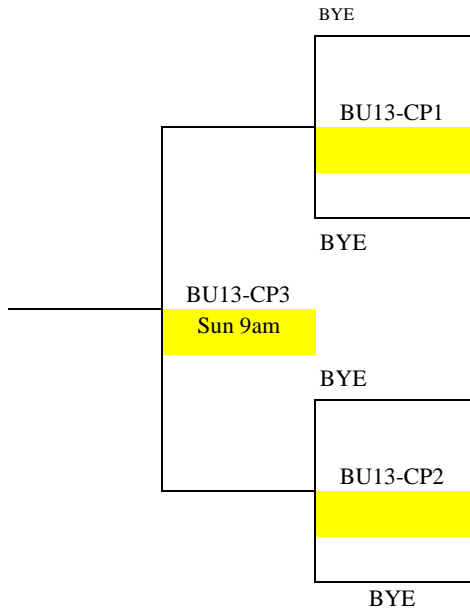 BYE
BU13-CP1
BYE
BU13-CP3
Sun 9am
BYE
BU13-CP2
BYE